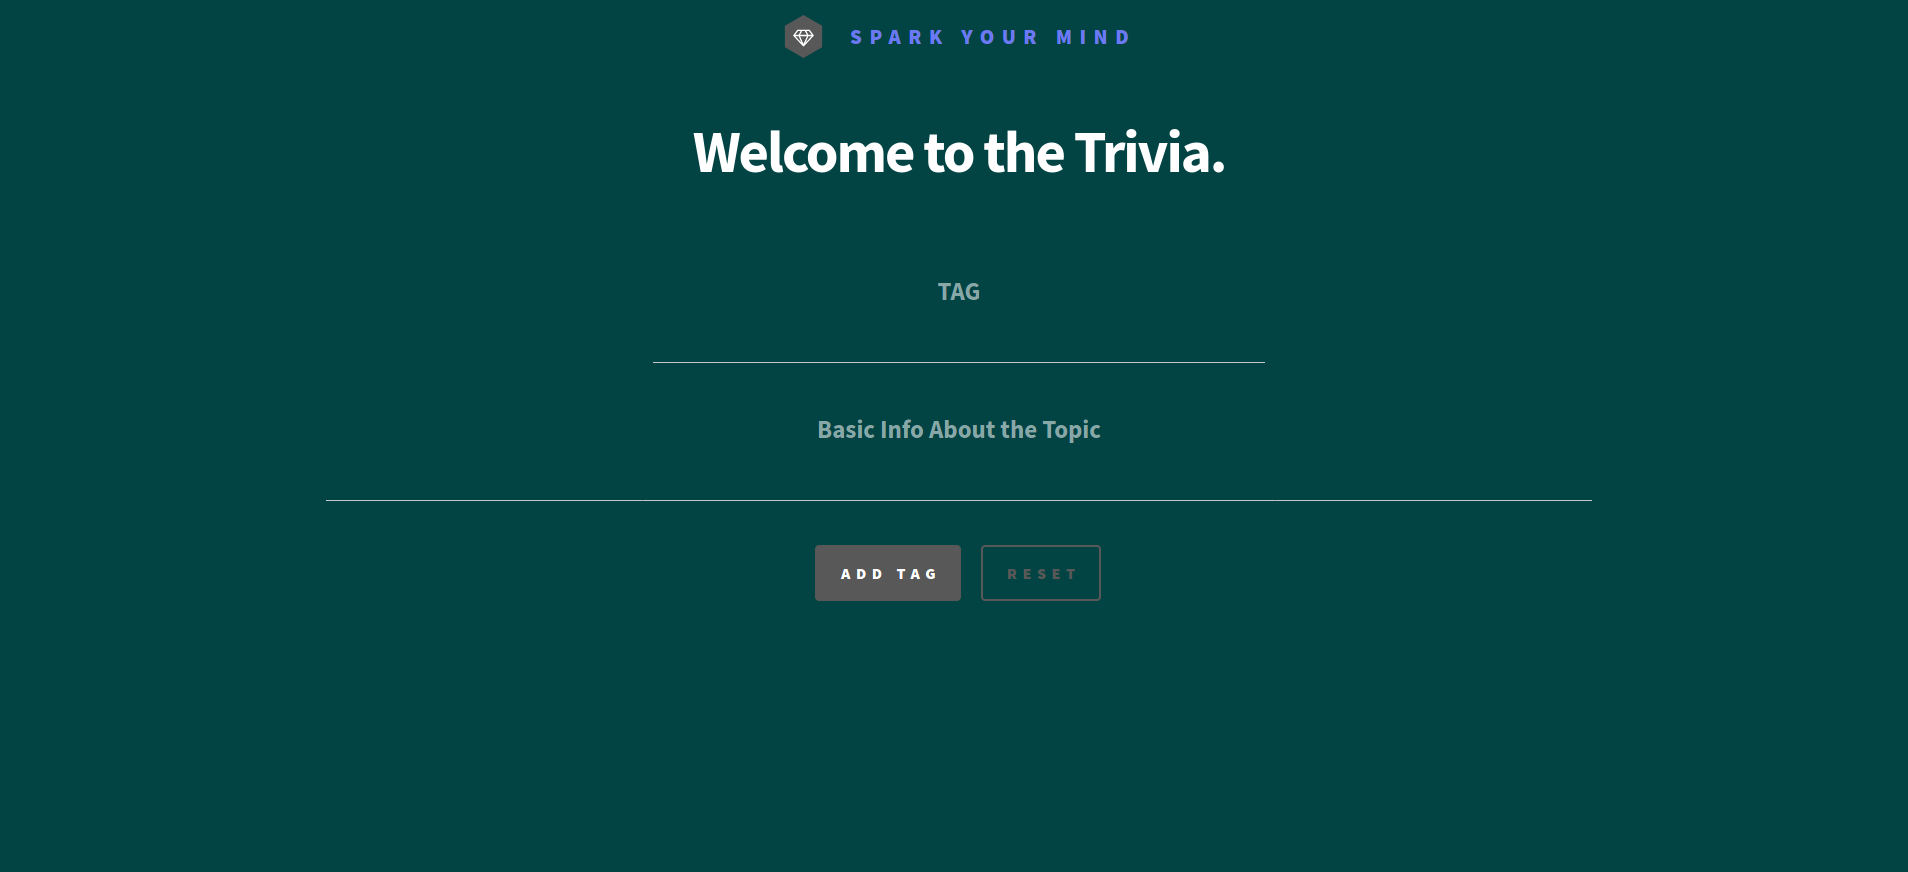 SPARK YOUR MIND
Welcome to the Trivia.
TAG
Basic Info About the Topic
ADD TAG RESET